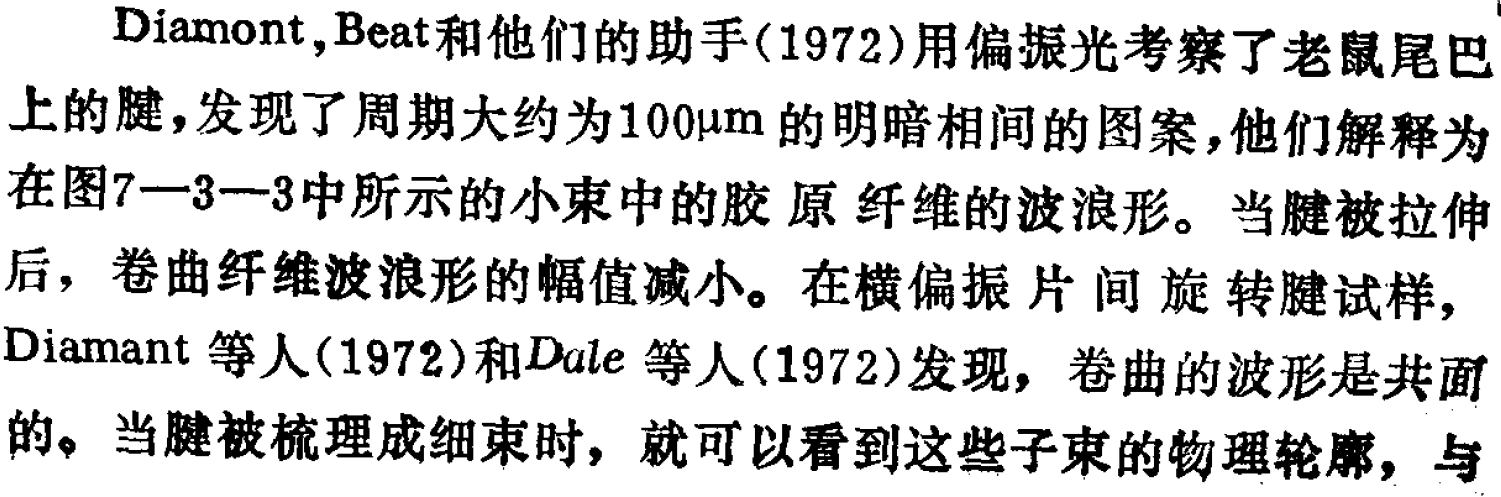 Diamont,Beat和他们的助手(1972)用偏振光考察了老鼠尾巴
上的腱,发现了周期大约为100μm的明暗相间的图案,他们解释为
在图7—3—3中所示的小束中的胶原纤维的波浪形。当腱被拉伸
后，卷曲纤维波浪形的幅值减小。在横偏振片间旋转腱试样，
Diamant 等人(1972)和Dale 等人(1972)发现，卷曲的波形是共面
的。当腱被梳理成细束时，就可以看到这些子束的物理轮廓，与